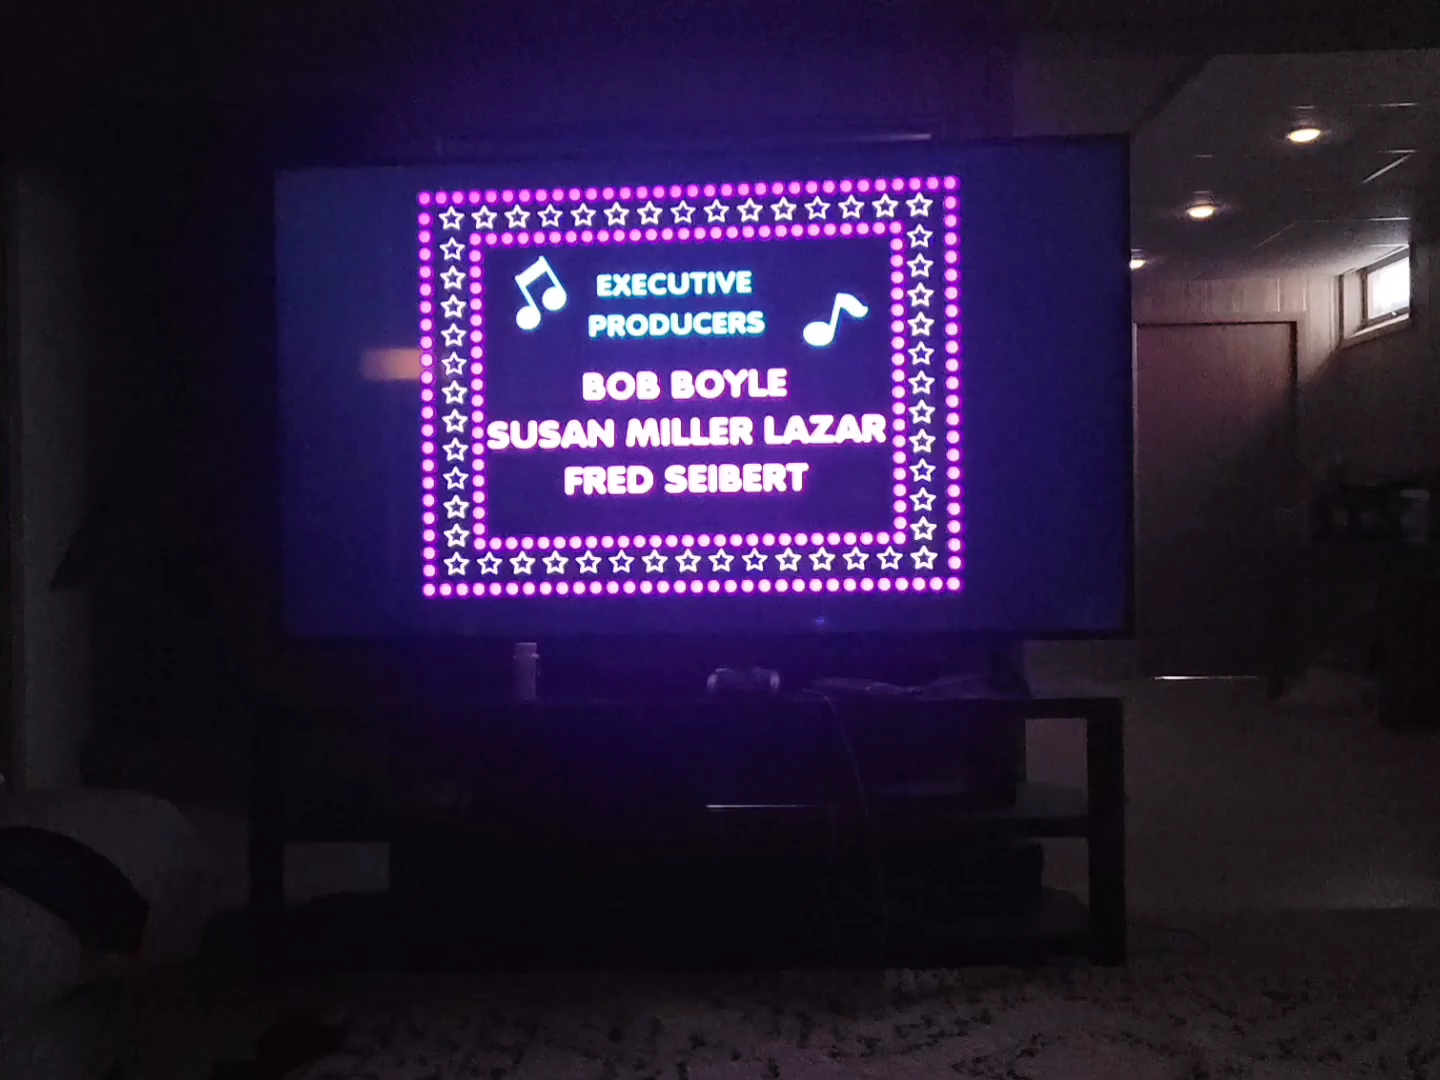 EXECUTIVE
PRODUCERS
BOB BOYLE
SUSAN MILLER LAZAR
FRED SEIBERT